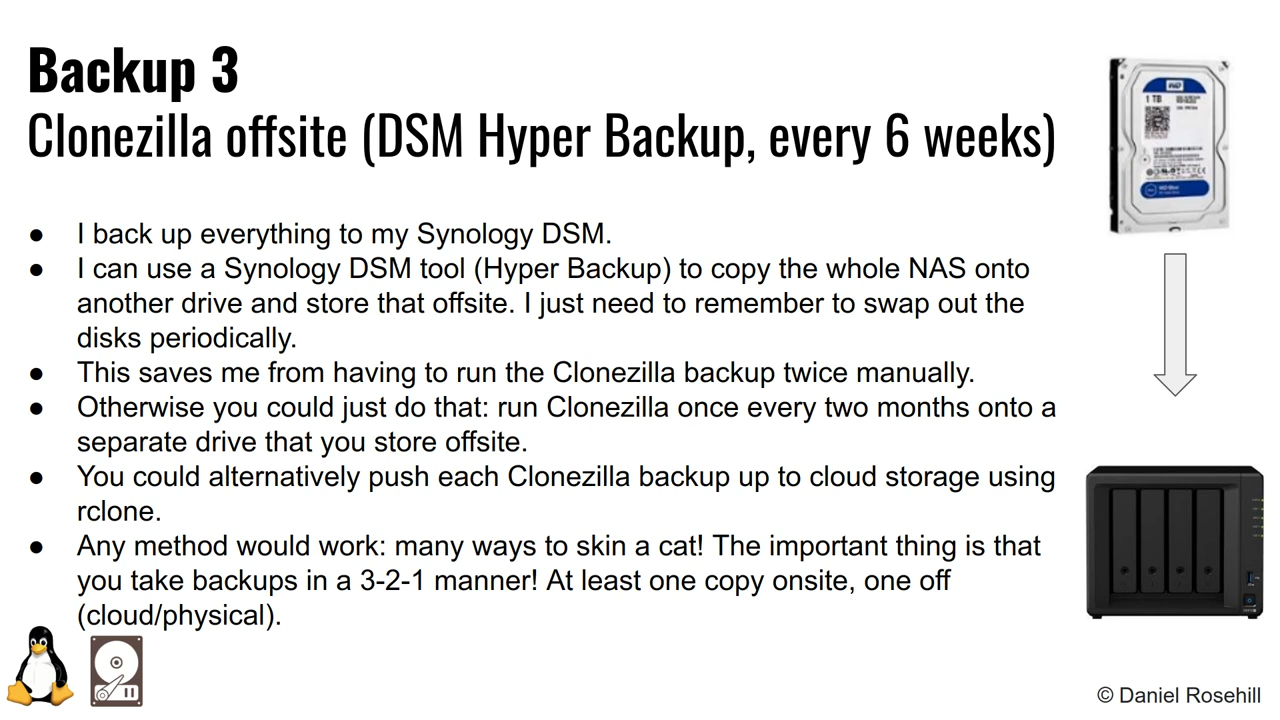 Backup 3
Clonezilla offsite (DSM Hyper Backup, every 6 weeks)
● I back up everything to my Synology DSM.
● I can use a Synology DSM tool (Hyper Backup) to copy the whole NAS onto
another drive and store that offsite. I just need to remember to swap out the
disks periodically.
● This saves me from having to run the Clonezilla backup twice manually.
● Otherwise you could just do that: run Clonezilla once every two months onto a
separate drive that you store offsite.
● You could alternatively push each Clonezilla backup up to cloud storage using
rclone.
● Any method would work: many ways to skin a cat! The important thing is that
you take backups in a 3-2-1 manner! At least one copy onsite, one off
(cloud/physical).
WD
1 TB
WD Blue
© Daniel Rosehill